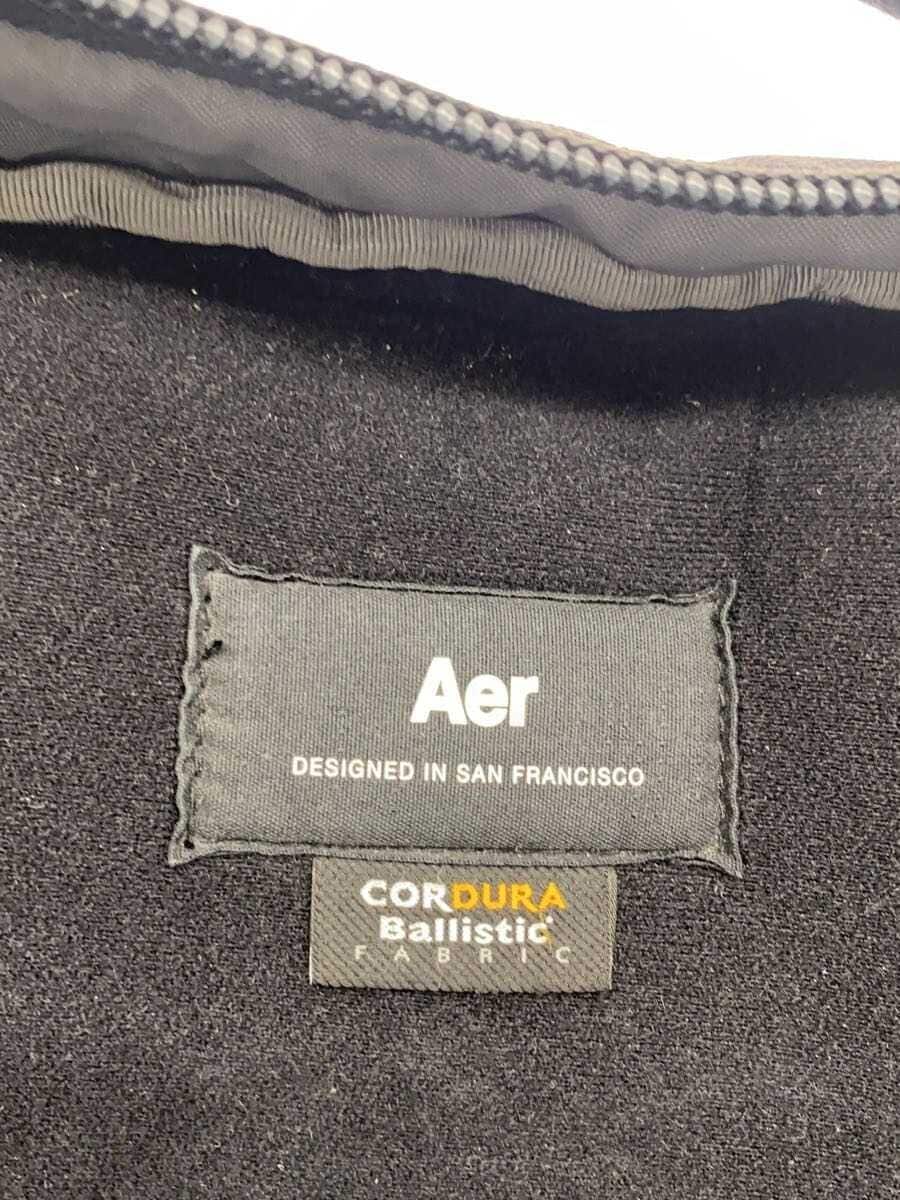 Aer
DESIGNED IN SAN FRANCISCO
CORDURA
Ballistic
FABRIC